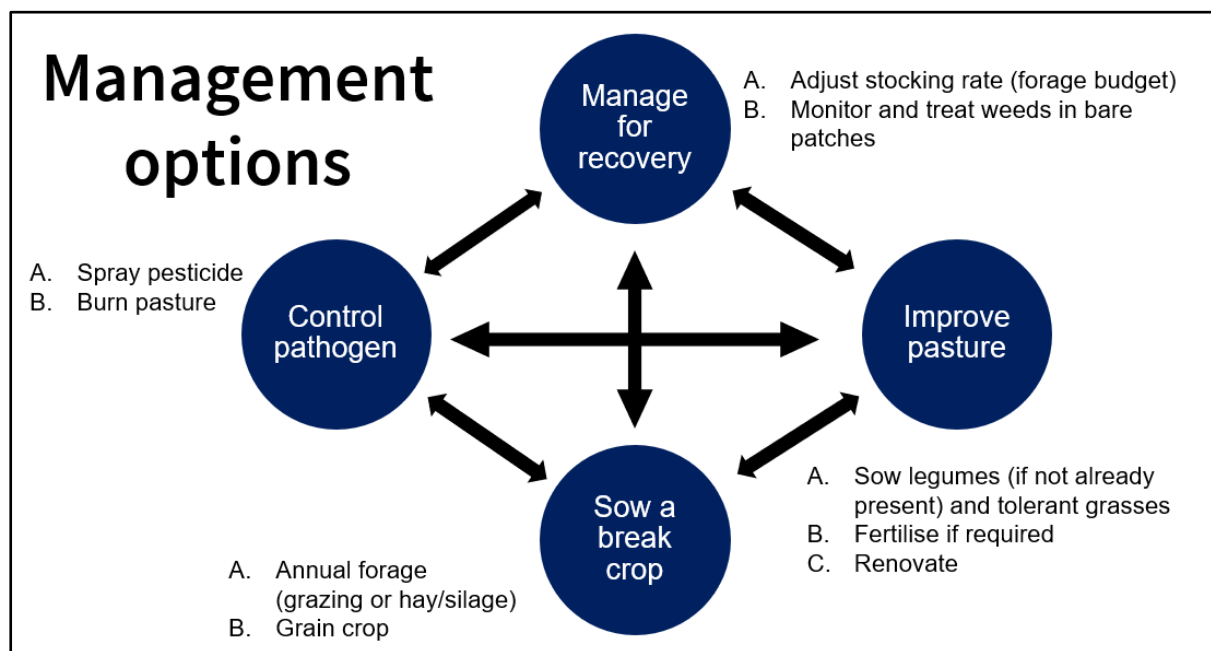 Management
options
Manage
for
recovery
A. Adjust stocking rate (forage budget)
B. Monitor and treat weeds in bare
patches
A. Spray pesticide
B. Burn pasture
Control
pathogen
Improve
pasture
Sow a
break
crop
A. Sow legumes (if not already
present) and tolerant grasses
B. Fertilise if required
C. Renovate
A. Annual forage
(grazing or hay/silage)
B. Grain crop